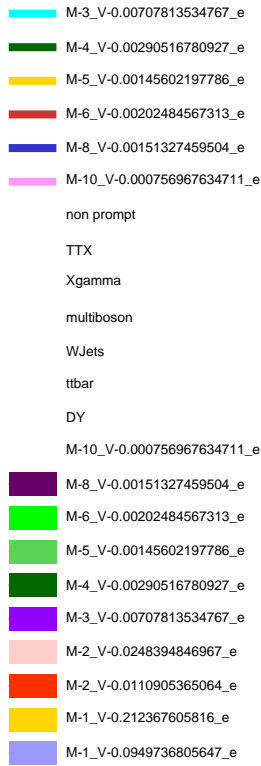 M-3_V-0.00707813534767_e
M-4_V-0.00290516780927_e
M-5_V-0.00145602197786_e
M-6_V-0.00202484567313_e
M-8_V-0.00151327459504_e
M-10_V-0.000756967634711_e
non prompt
TTX
Xgamma
multiboson
WJets
ttbar
DY
M-10_V-0.000756967634711_e
M-8_V-0.00151327459504_e
M-6_V-0.00202484567313_e
M-5_V-0.00145602197786_e
M-4_V-0.00290516780927_e
M-3_V-0.00707813534767_e
M-2_V-0.0248394846967_e
M-2_V-0.0110905365064_e
M-1_V-0.212367605816_e
M-1_V-0.0949736805647_e